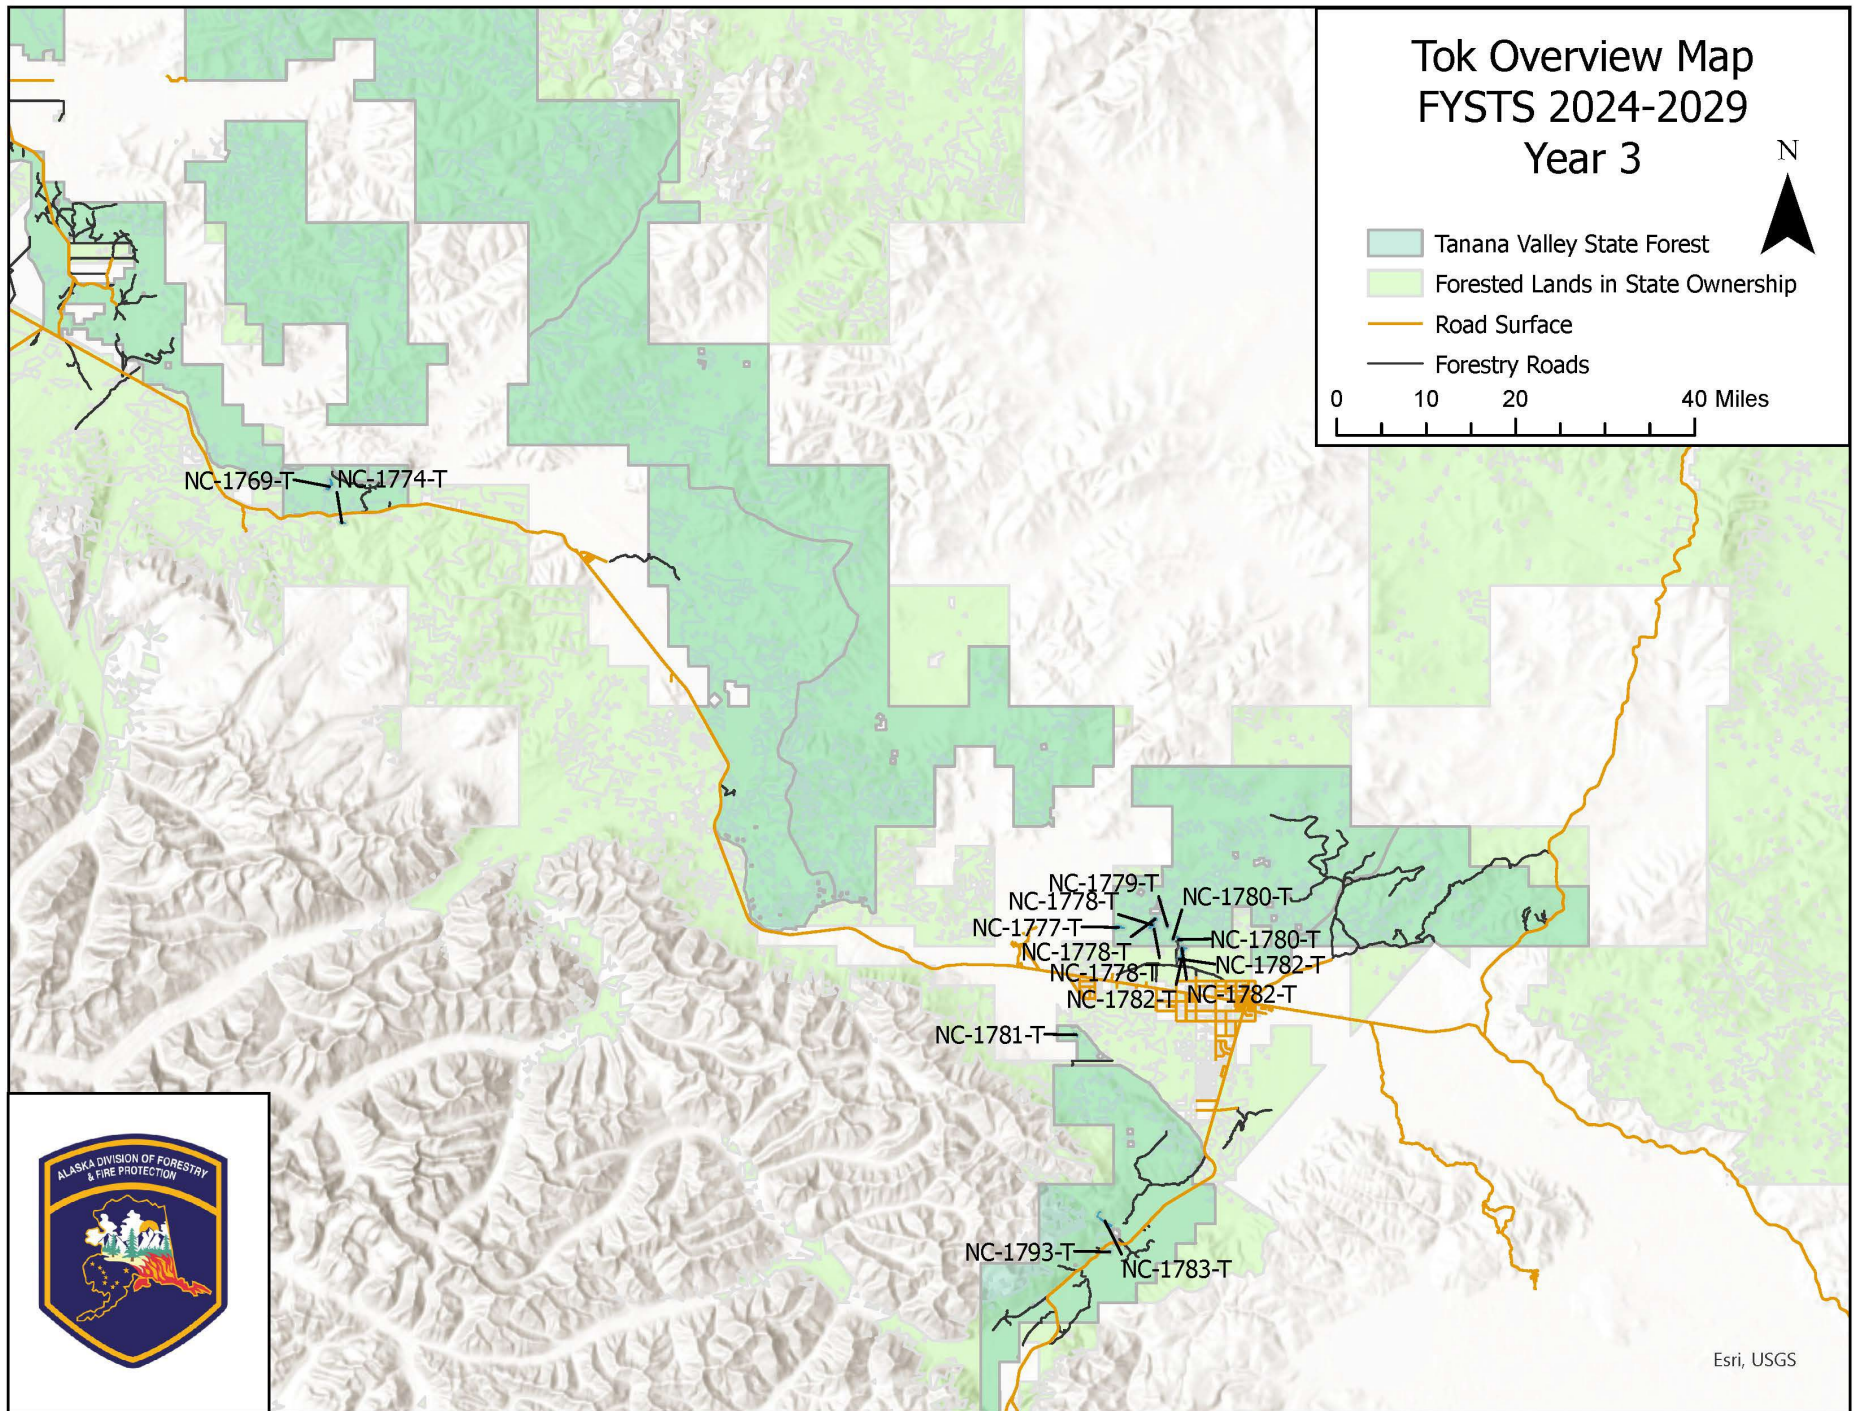 Tok Overview Map
FYSTS 2024-2029
Year 3
N
Tanana Valley State Forest
Forested Lands in State Ownership
Road Surface
Forestry Roads
0 10 20 40 Miles
NC-1769-T
NC-1774-T
NC-1779-T
NC-1778-T
NC-1780-T
NC-1777-T
NC-1780-T
NC-1778-T
NC-1782-T
NC-1778-T
NC-1782-T
NC-1782-T
NC-1781-T
NC-1793-T
NC-1783-T
ALASKA DIVISION OF FORESTRY
& FIRE PROTECTION
Esri, USGS